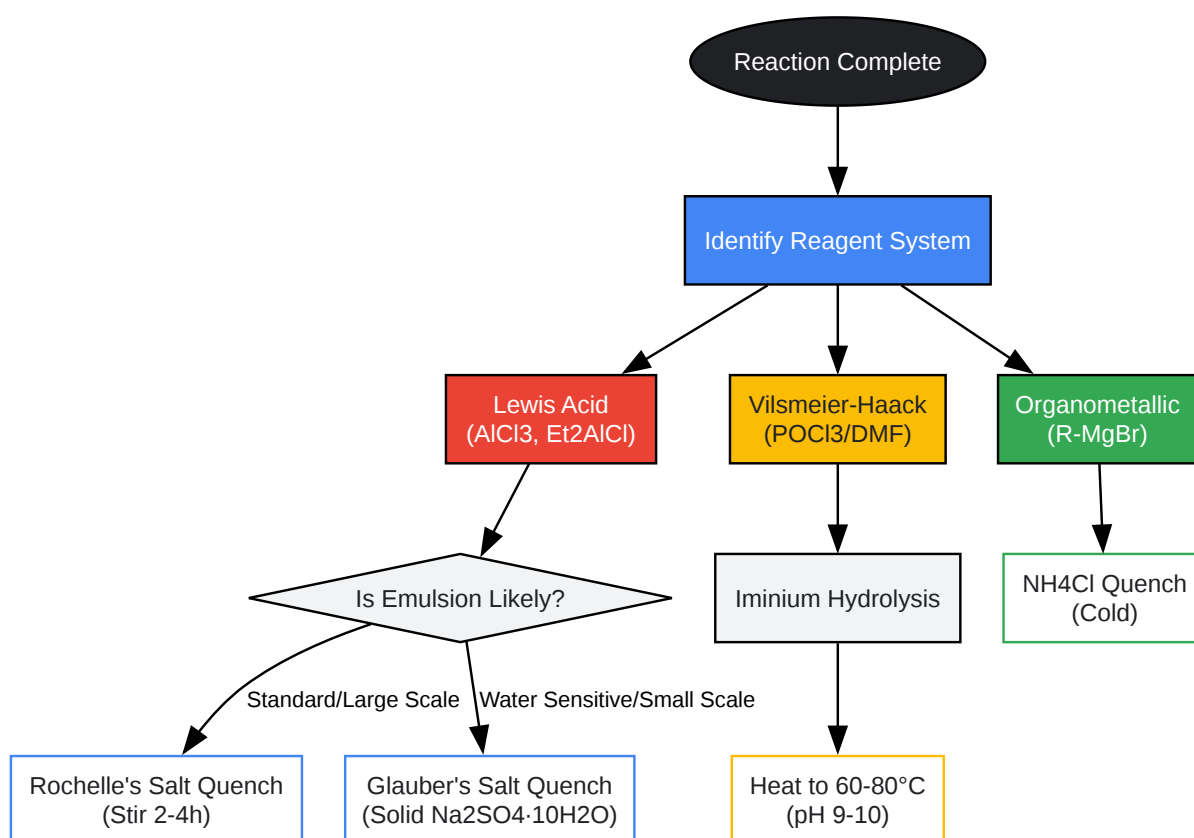 Reaction Complete
Identify Reagent System
Lewis Acid
(AlCl3, Et2AlCl)
Vilsmeier-Haack
(POCl3/DMF)
Organometallic
(R-MgBr)
Is Emulsion Likely?
Iminium Hydrolysis
NH4Cl Quench
(Cold)
Standard/Large Scale
Water Sensitive/Small Scale
Rochelle's Salt Quench
(Stir 2-4h)
Glauber's Salt Quench
(Solid Na2SO4·10H2O)
Heat to 60-80°C
(pH 9-10)